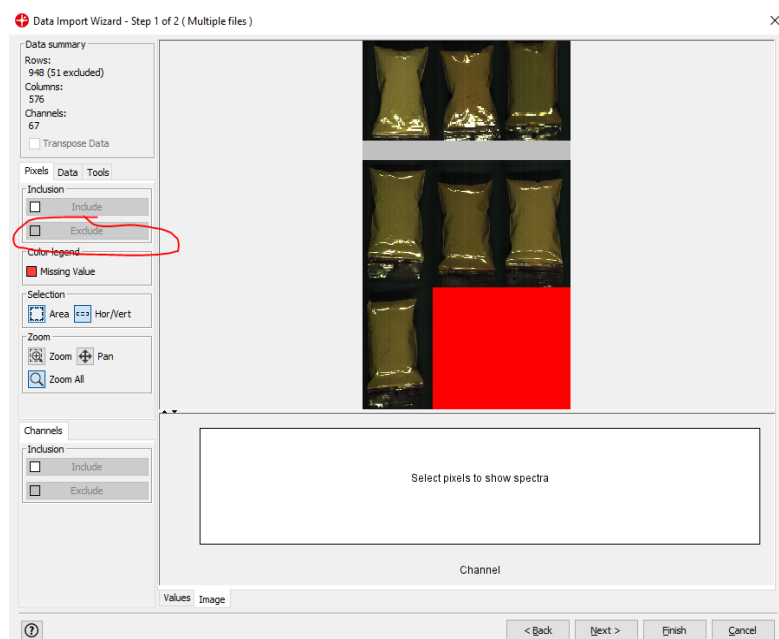 Data Import Wizard - Step 1 of 2 ( Multiple files )
Data summary
Rows:
948 (51 excluded)
Columns:
576
Channels:
67
Transpose Data
Pixels Data Tools
Inclusion
Include
Exclude
Color legend
Missing Value
Selection
Area Hor/Vert
Zoom
Zoom Pan
Zoom All
Channels
Inclusion
Include
Exclude
Select pixels to show spectra
Channel
Values Image
? < Back Next > Finish Cancel